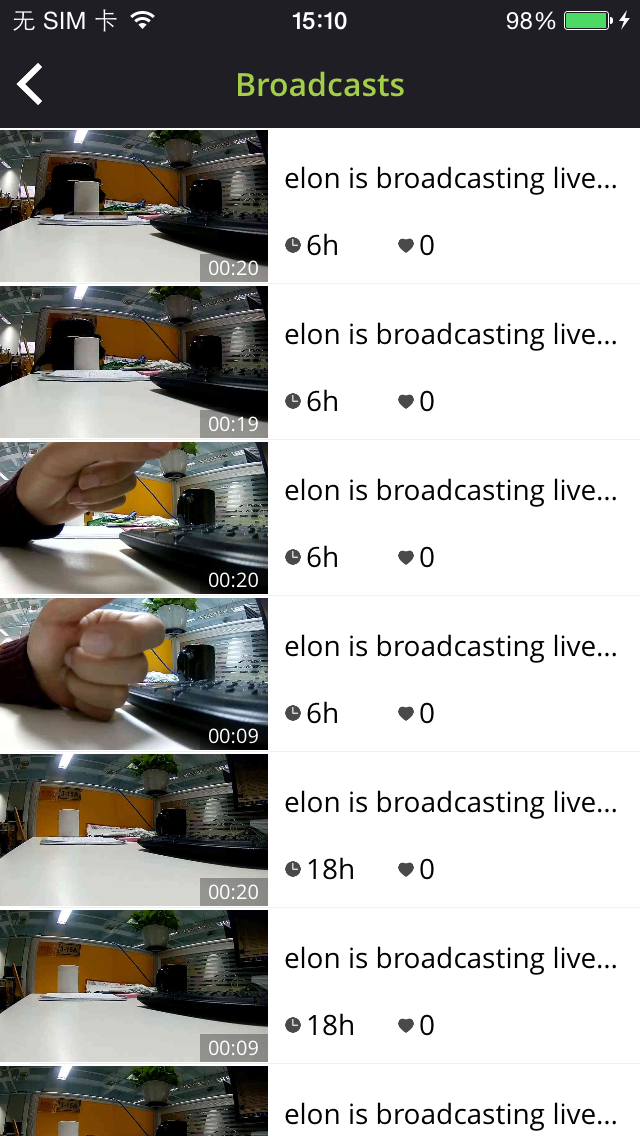 无 SIM 卡 15:10 98%
Broadcasts
elon is broadcasting live...
6h 0
00:20
elon is broadcasting live...
6h 0
00:19
elon is broadcasting live...
6h 0
00:20
elon is broadcasting live...
6h 0
00:09
elon is broadcasting live...
18h 0
00:20
elon is broadcasting live...
18h 0
00:09
elon is broadcasting live...